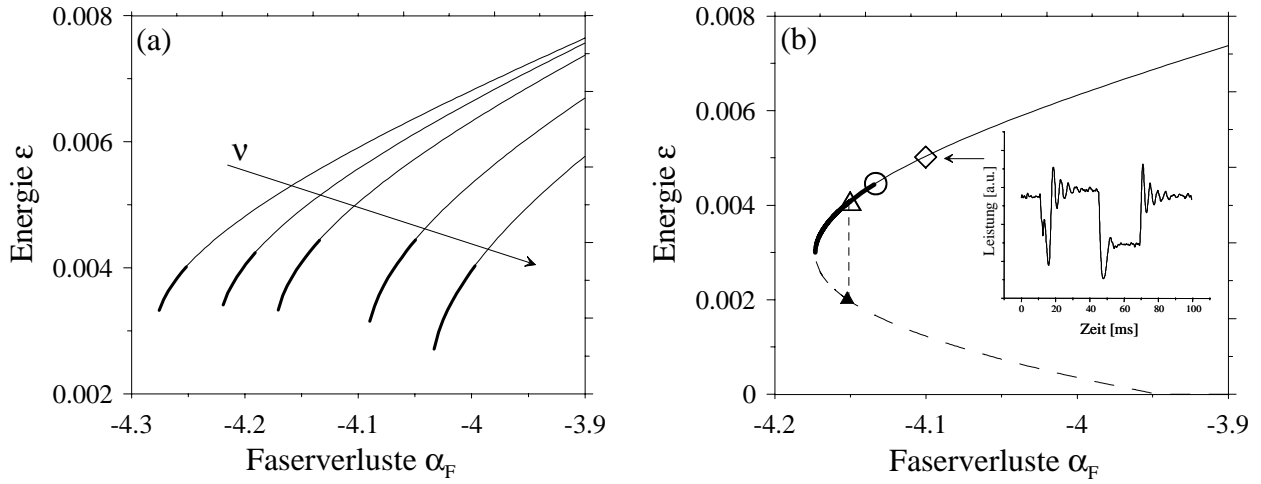 (a)
Energie ε
0.008
0.006
0.004
0.002
ν
-4.3
-4.2
-4.1
-4
-3.9
Faserverluste α_F
(b)
Energie ε
0.008
0.006
0.004
0.002
0
-4.2
-4.1
-4
-3.9
Faserverluste α_F
Leistung [a.u.]
0
20
40
60
80
100
Zeit [ms]